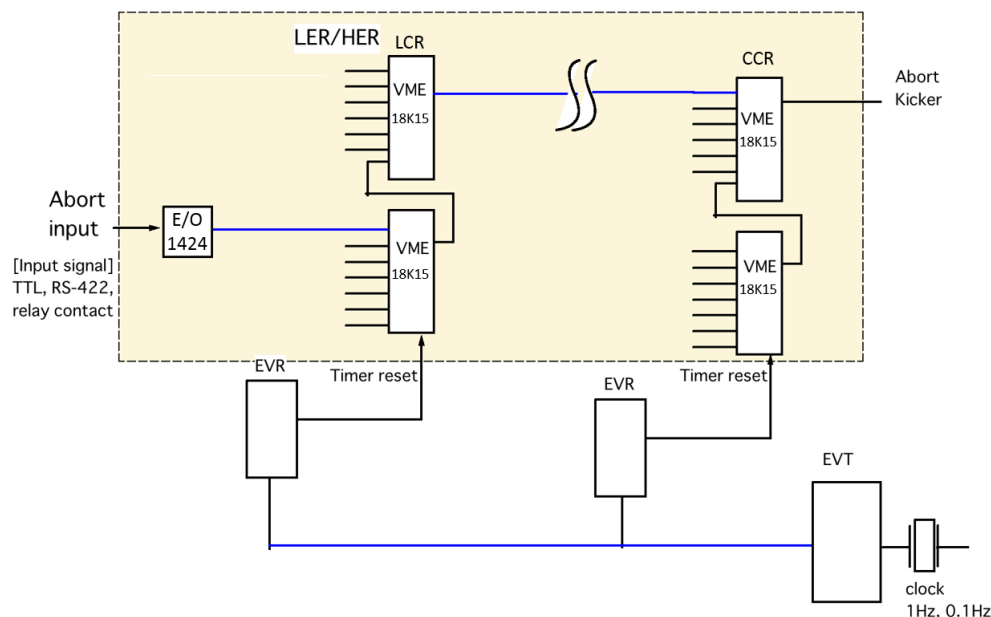 LER/HER
LCR
VME
18K15
CCR
VME
18K15
Abort
Kicker
Abort
input
E/O
1424
VME
18K15
VME
18K15
[Input signal]
TTL, RS-422,
relay contact
EVR
Timer reset
EVR
Timer reset
EVT
clock
1Hz, 0.1Hz